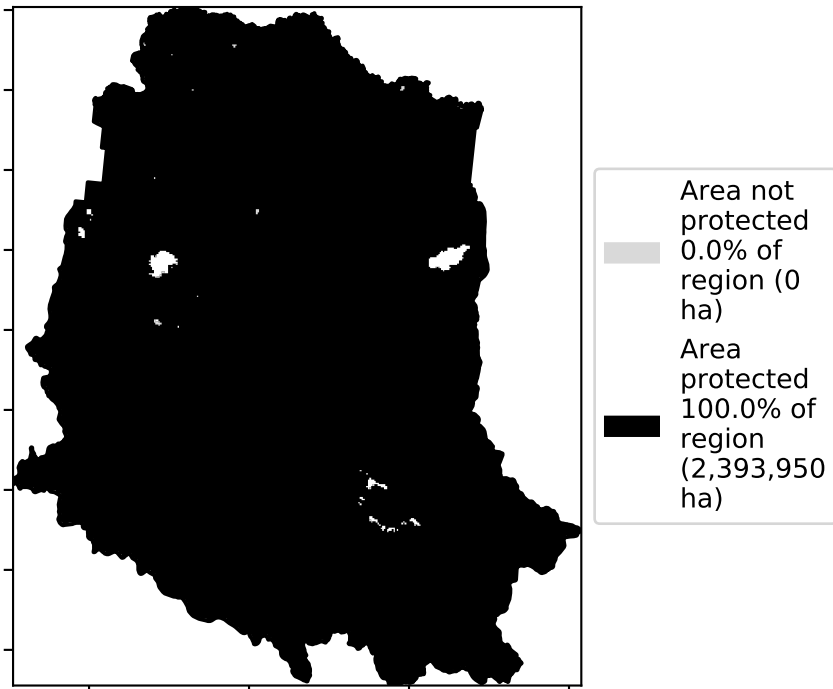 Area not
protected
0.0% of
region (0
ha)
Area
protected
100.0% of
region
(2,393,950
ha)